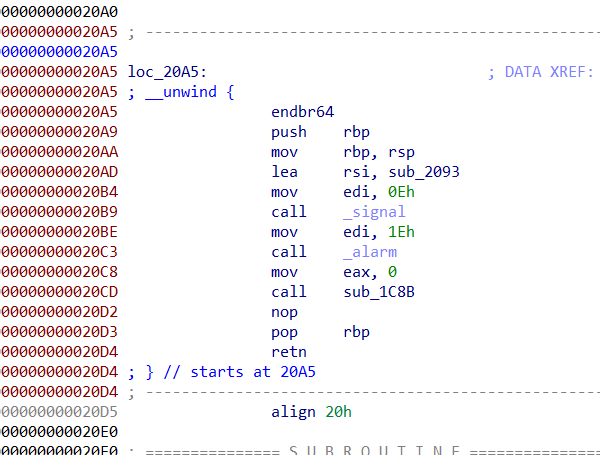 00000000020A0
00000000020A5 ; ---------------------------------------------------
00000000020A5
00000000020A5 loc_20A5: ; DATA XREF:
00000000020A5 ; __unwind {
00000000020A5 endbr64
00000000020A9 push rbp
00000000020AA mov rbp, rsp
00000000020AD lea rsi, sub_2093
00000000020B4 mov edi, 0Eh
00000000020B9 call _signal
00000000020BE mov edi, 1Eh
00000000020C3 call _alarm
00000000020C8 mov eax, 0
00000000020CD call sub_1C8B
00000000020D2 nop
00000000020D3 pop rbp
00000000020D4 retn
00000000020D4 ; } // starts at 20A5
00000000020D4 ; ---------------------------------------------------
00000000020D5 align 20h
00000000020E0
00000000020E0 ; =============== S U B R O U T I N E ===============